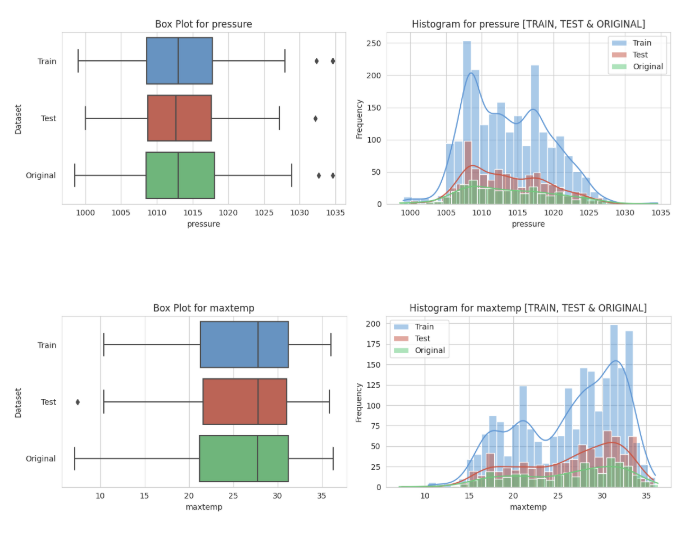 Box Plot for pressure
Train
Test
Original
Dataset
1000 1005 1010 1015 1020 1025 1030 1035
pressure
Histogram for pressure [TRAIN, TEST & ORIGINAL]
Train
Test
Original
Frequency
250
200
150
100
50
0
1000 1005 1010 1015 1020 1025 1030 1035
pressure
Box Plot for maxtemp
Train
Test
Original
Dataset
10 15 20 25 30 35
maxtemp
Histogram for maxtemp [TRAIN, TEST & ORIGINAL]
Train
Test
Original
Frequency
200
175
150
125
100
75
50
25
0
10 15 20 25 30 35
maxtemp